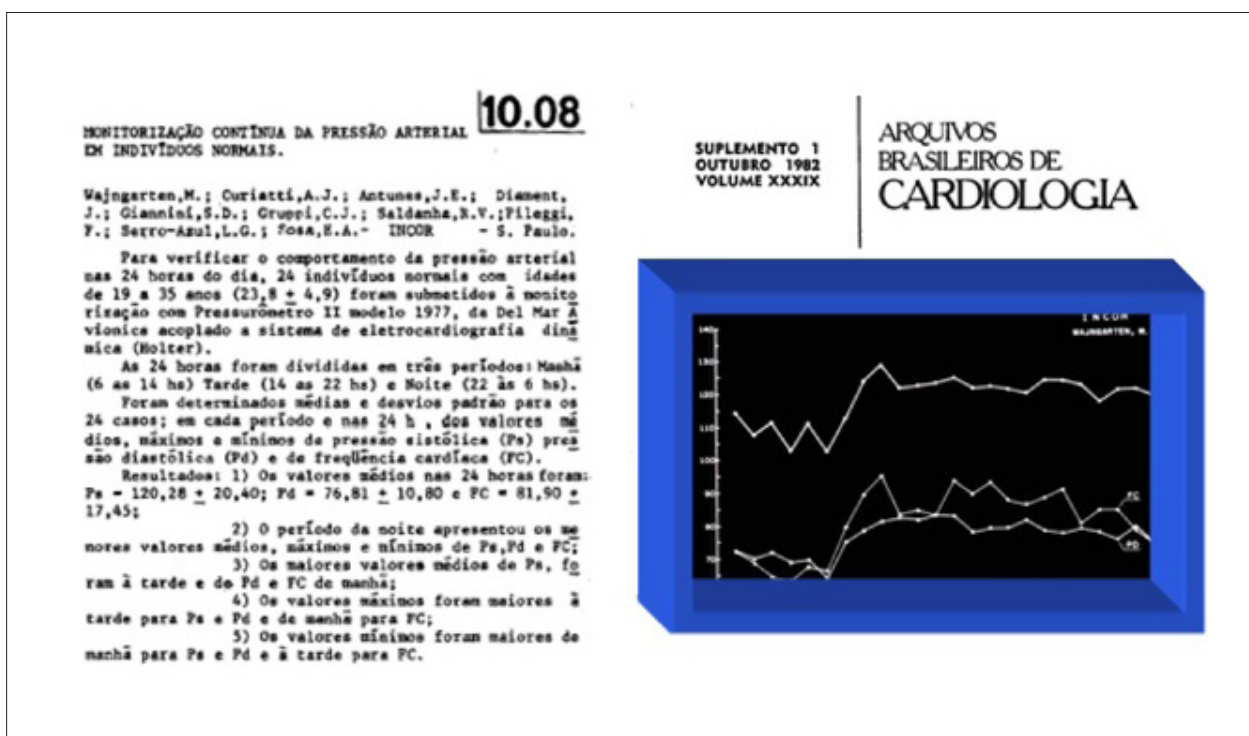 10.08
MONITORIZAÇÃO CONTÍNUA DA PRESSÃO ARTERIAL
EM INDIVÍDUOS NORMAIS.
Wajngarten,M.; Curiatti,A.J.; Antunes,J.E.; Diament,
J.; Giannini,S.D.; Gruppi,C.J.; Saldanha,R.V.;Pileggi,
F.; Serro-Azul,L.G.; Sosa,E.A.- INCOR - S. Paulo.
Para verificar o comportamento da pressão arterial
nas 24 horas do dia, 24 indivíduos normais com idades
de 19 a 35 anos (23,8 ± 4,9) foram submetidos à monito
rização com Pressurômetro II modelo 1977, da Del Mar A
vionics acoplado a sistema de eletrocardiografia dinâ
mica (Holter).
As 24 horas foram divididas em três períodos: Manhã
(6 as 14 hs) Tarde (14 as 22 hs) e Noite (22 às 6 hs).
Foram determinados médias e desvios padrão para os
24 casos; em cada período e nas 24 h , dos valores mé
dios, máximos e mínimos de pressão sistólica (Ps) pres
são diastólica (Pd) e de freqüência cardíaca (FC).
Resultados: 1) Os valores médios nas 24 horas foram:
Ps = 120,28 ± 20,40; Pd = 76,81 ± 10,80 e FC = 81,90 ±
17,45;
2) O período da noite apresentou os me
nores valores médios, máximos e mínimos de Ps,Pd e FC;
3) Os maiores valores médios de Ps, fo
ram à tarde e de Pd e FC de manhã;
4) Os valores máximos foram maiores à
tarde para Ps e Pd e de manhã para FC;
5) Os valores mínimos foram maiores de
manhã para Ps e Pd e à tarde para FC.
SUPLEMENTO 1
OUTUBRO 1982
VOLUME XXXIX
ARQUIVOS
BRASILEIROS DE
CARDIOLOGIA
INCOR
WAJNGARTEN, M.
140
130
120
110
100
90
80
70
FC
PD